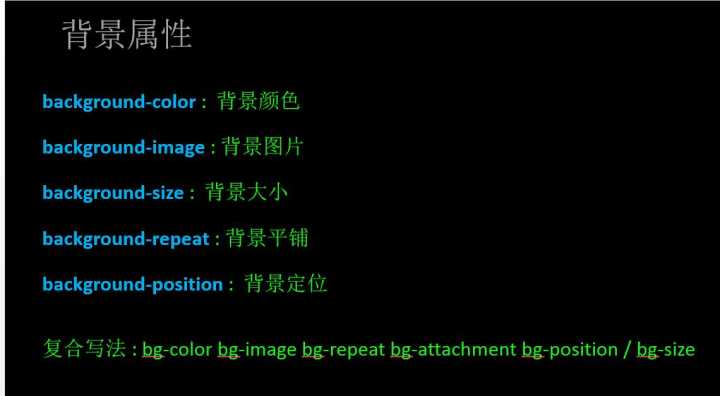 背景属性
background-color : 背景颜色
background-image : 背景图片
background-size : 背景大小
background-repeat : 背景平铺
background-position : 背景定位
复合写法 : bg-color bg-image bg-repeat bg-attachment bg-position / bg-size